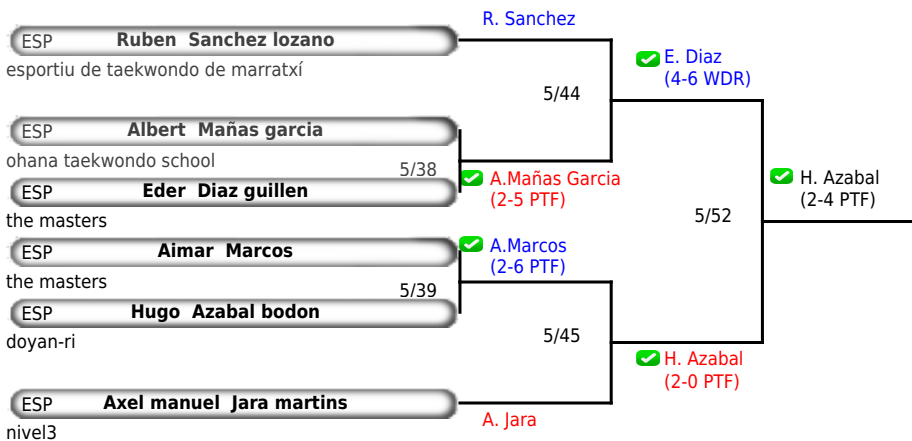 R. Sanchez
ESP Ruben Sanchez lozano
esportiu de taekwondo de marratxí
E. Diaz
(4-6 WDR)
5/44
ESP Albert Mañas garcia
ohana taekwondo school
5/38
A.Mañas Garcia
(2-5 PTF)
ESP Eder Diaz guillen
the masters
H. Azabal
(2-4 PTF)
5/52
ESP Aimar Marcos
the masters
A.Marcos
(2-6 PTF)
5/39
ESP Hugo Azabal bodon
doyan-ri
5/45
H. Azabal
(2-0 PTF)
ESP Axel manuel Jara martins
nivel3
A. Jara